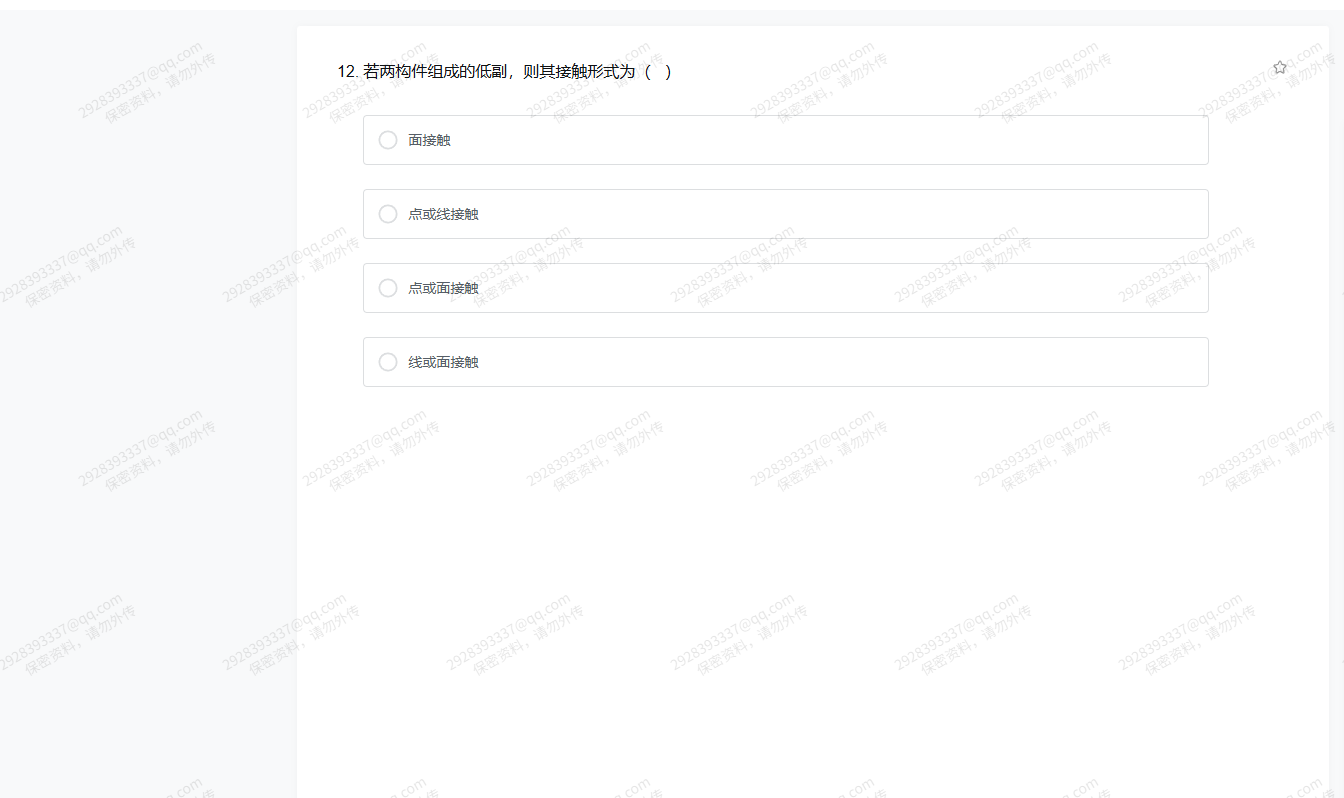 12. 若两构件组成的低副，则其接触形式为（  ）
面接触
点或线接触
点或面接触
线或面接触
2928393337@qq.com
保密资料，请勿外传